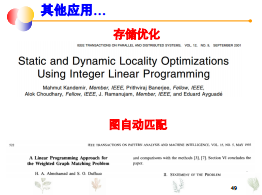 其他应用...
存储优化
IEEE TRANSACTIONS ON PARALLEL AND DISTRIBUTED SYSTEMS, VOL. 12, NO. 9, SEPTEMBER 2001
Static and Dynamic Locality Optimizations
Using Integer Linear Programming
Mahmut Kandemir, Member, IEEE, Prithviraj Banerjee, Fellow, IEEE,
Alok Choudhary, Fellow, IEEE, J. Ramanujam, Member, IEEE, and Eduard Ayguadé
图自动匹配
IEEE TRANSACTIONS ON PATTERN ANALYSIS AND MACHINE INTELLIGENCE, VOL. 15, NO. 5, MAY 1993
A Linear Programming Approach for
the Weighted Graph Matching Problem
H. A. Almohamad and S. O. Duffuaa
and comparisons with the methods [3], [7]. Section VI concludes the
paper.
II. STATEMENT OF THE PROBLEM
49